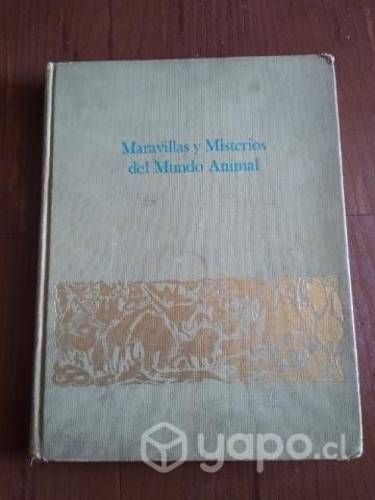 Maravillas y Misterios
del Mundo Animal
yapo.cl